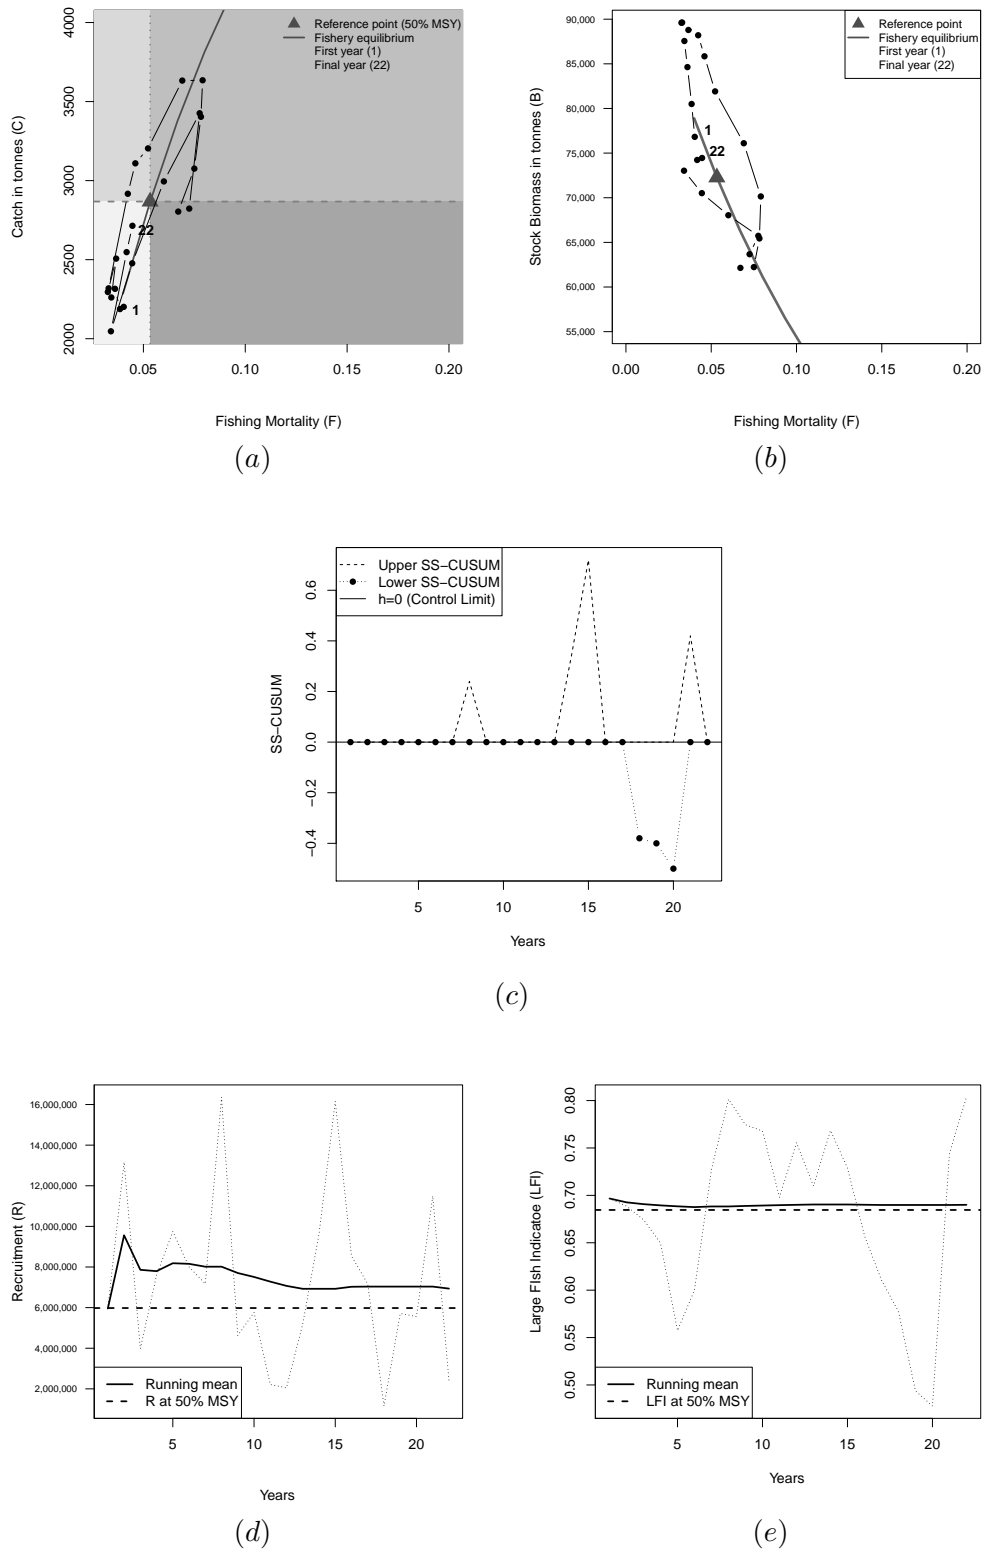 Reference point (50% MSY)
Fishery equilibrium
First year (1)
Final year (22)
Catch in tonnes (C)
4000
3500
3000
2500
2000
22
1
0.05 0.10 0.15 0.20
Fishing Mortality (F)
(a)
Reference point
Fishery equilibrium
First year (1)
Final year (22)
Stock Biomass in tonnes (B)
90,000
85,000
80,000
75,000
70,000
65,000
60,000
55,000
1
22
0.00 0.05 0.10 0.15 0.20
Fishing Mortality (F)
(b)
Upper SS−CUSUM
Lower SS−CUSUM
h=0 (Control Limit)
SS−CUSUM
0.6
0.4
0.2
0.0
−0.2
−0.4
5 10 15 20
Years
(c)
Recruitment (R)
16,000,000
14,000,000
12,000,000
10,000,000
8,000,000
6,000,000
4,000,000
2,000,000
Running mean
R at 50% MSY
5 10 15 20
Years
(d)
Large FIsh Indicatoe (LFI)
0.80
0.75
0.70
0.65
0.60
0.55
0.50
Running mean
LFI at 50% MSY
5 10 15 20
Years
(e)